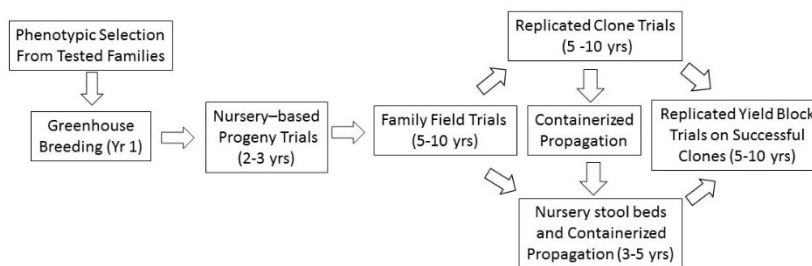 Phenotypic Selection
From Tested Families
Greenhouse
Breeding (Yr 1)
Nursery–based
Progeny Trials
(2-3 yrs)
Family Field Trials
(5-10 yrs)
Replicated Clone Trials
(5 -10 yrs)
Containerized
Propagation
Nursery stool beds
and Containerized
Propagation (3-5 yrs)
Replicated Yield Block
Trials on Successful
Clones (5-10 yrs)